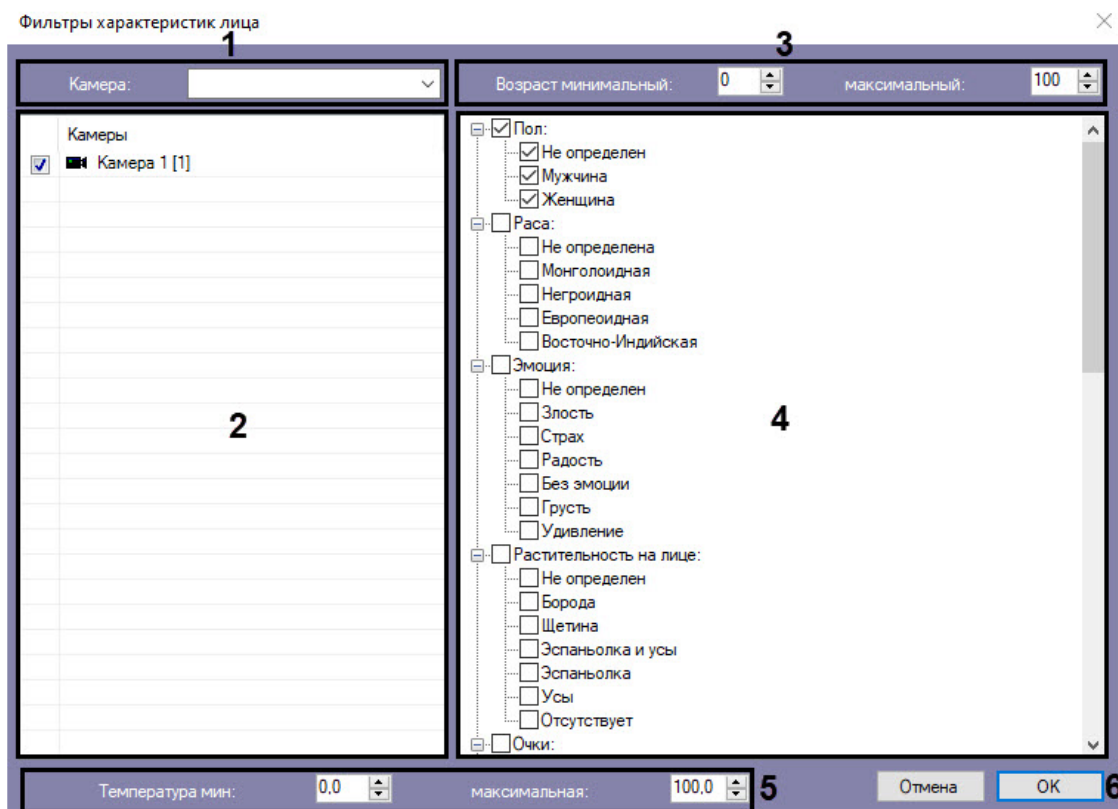 Фильтры характеристик лица
1
3
Камера:
Возраст минимальный: 0 максимальный: 100
Камеры
Камера 1 [1]
2
Пол:
Не определен
Мужчина
Женщина
Раса:
Не определена
Монголоидная
Негроидная
Европеоидная
Восточно-Индийская
Эмоция:
Не определен
Злость
Страх
Радость
Без эмоции
Грусть
Удивление
4
Растительность на лице:
Не определен
Борода
Щетина
Эспаньолка и усы
Эспаньолка
Усы
Отсутствует
Очки:
Температура мин: 0,0 максимальная: 100,0 5
Отмена
OK
6